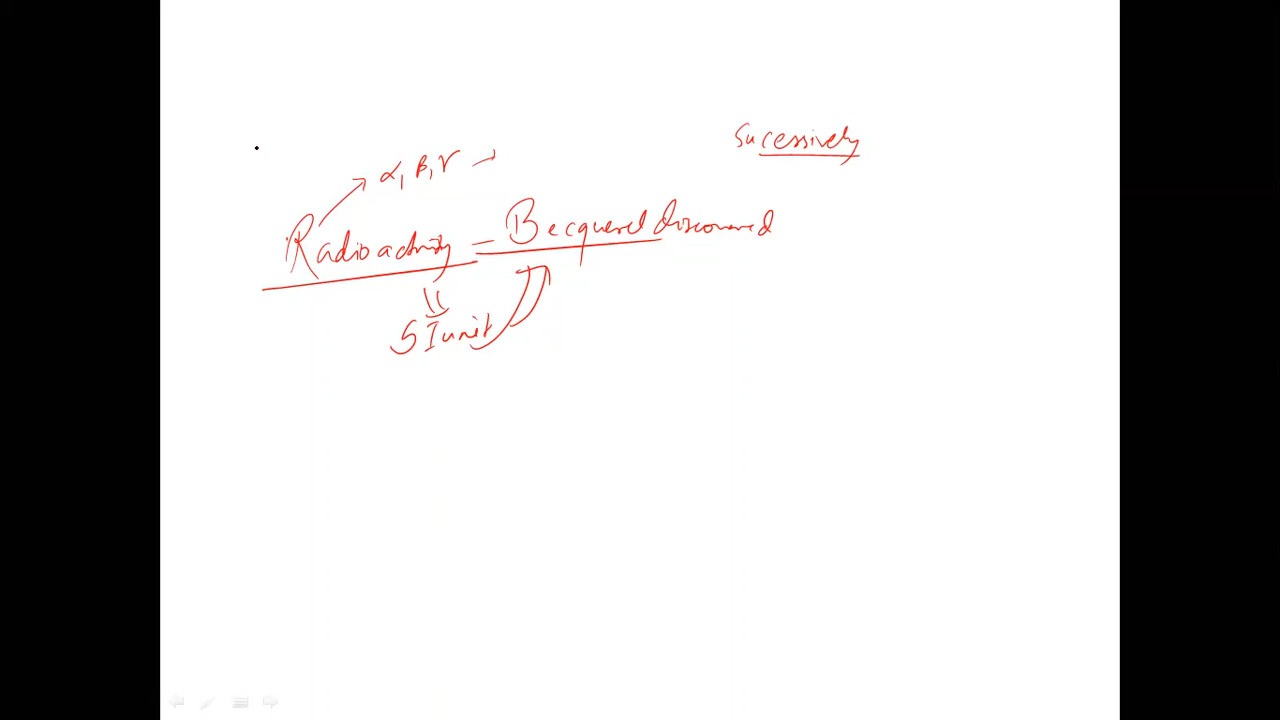 Sucessively
α, β, γ →
Radioactivity = Becquerel discovered
SI unit